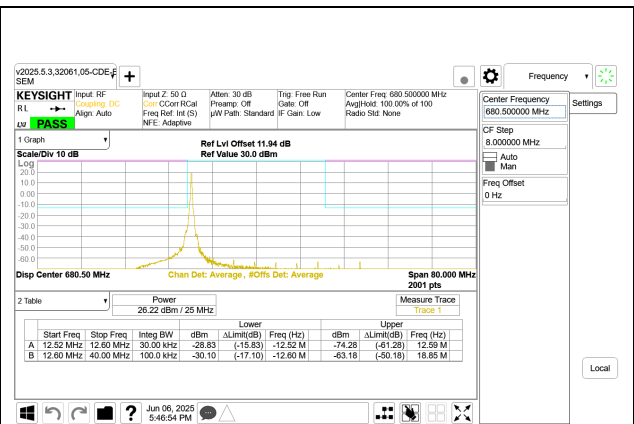 v2025.5.3,32061,05-CDE-F
SEM
+
Frequency
KEYSIGHT
Input: RF
Coupling: DC
Align: Auto
Input Z: 50 Ω
Corr CCorr RCal
Freq Ref: Int (S)
NFE: Adaptive
Atten: 30 dB
Preamp: Off
µW Path: Standard
Trig: Free Run
Gate: Off
IF Gain: Low
Center Freq: 680.500000 MHz
Avg|Hold: 100.00% of 100
Radio Std: None
R L
LXI
PASS
Center Frequency
680.500000 MHz
Settings
CF Step
8.000000 MHz
Auto
Man
Freq Offset
0 Hz
1 Graph
Ref Lvl Offset 11.94 dB
Scale/Div 10 dB
Ref Value 30.0 dBm
Log
20.0
10.0
0.00
-10.0
-20.0
-30.0
-40.0
-50.0
-60.0
Disp Center 680.50 MHz
Chan Det: Average, #Offs Det: Average
Span 80.000 MHz
2001 pts
2 Table
Power
26.22 dBm / 25 MHz
Measure Trace
Trace 1
Lower Upper
Start Freq Stop Freq Integ BW dBm ΔLimit(dB) Freq (Hz) dBm ΔLimit(dB) Freq (Hz)
A 12.52 MHz 12.60 MHz 30.00 kHz -28.83 (-15.83) -12.52 M -74.28 (-61.28) 12.59 M
B 12.60 MHz 40.00 MHz 100.0 kHz -30.10 (-17.10) -12.60 M -63.18 (-50.18) 18.85 M
Local
?
Jun 06, 2025
5:46:54 PM